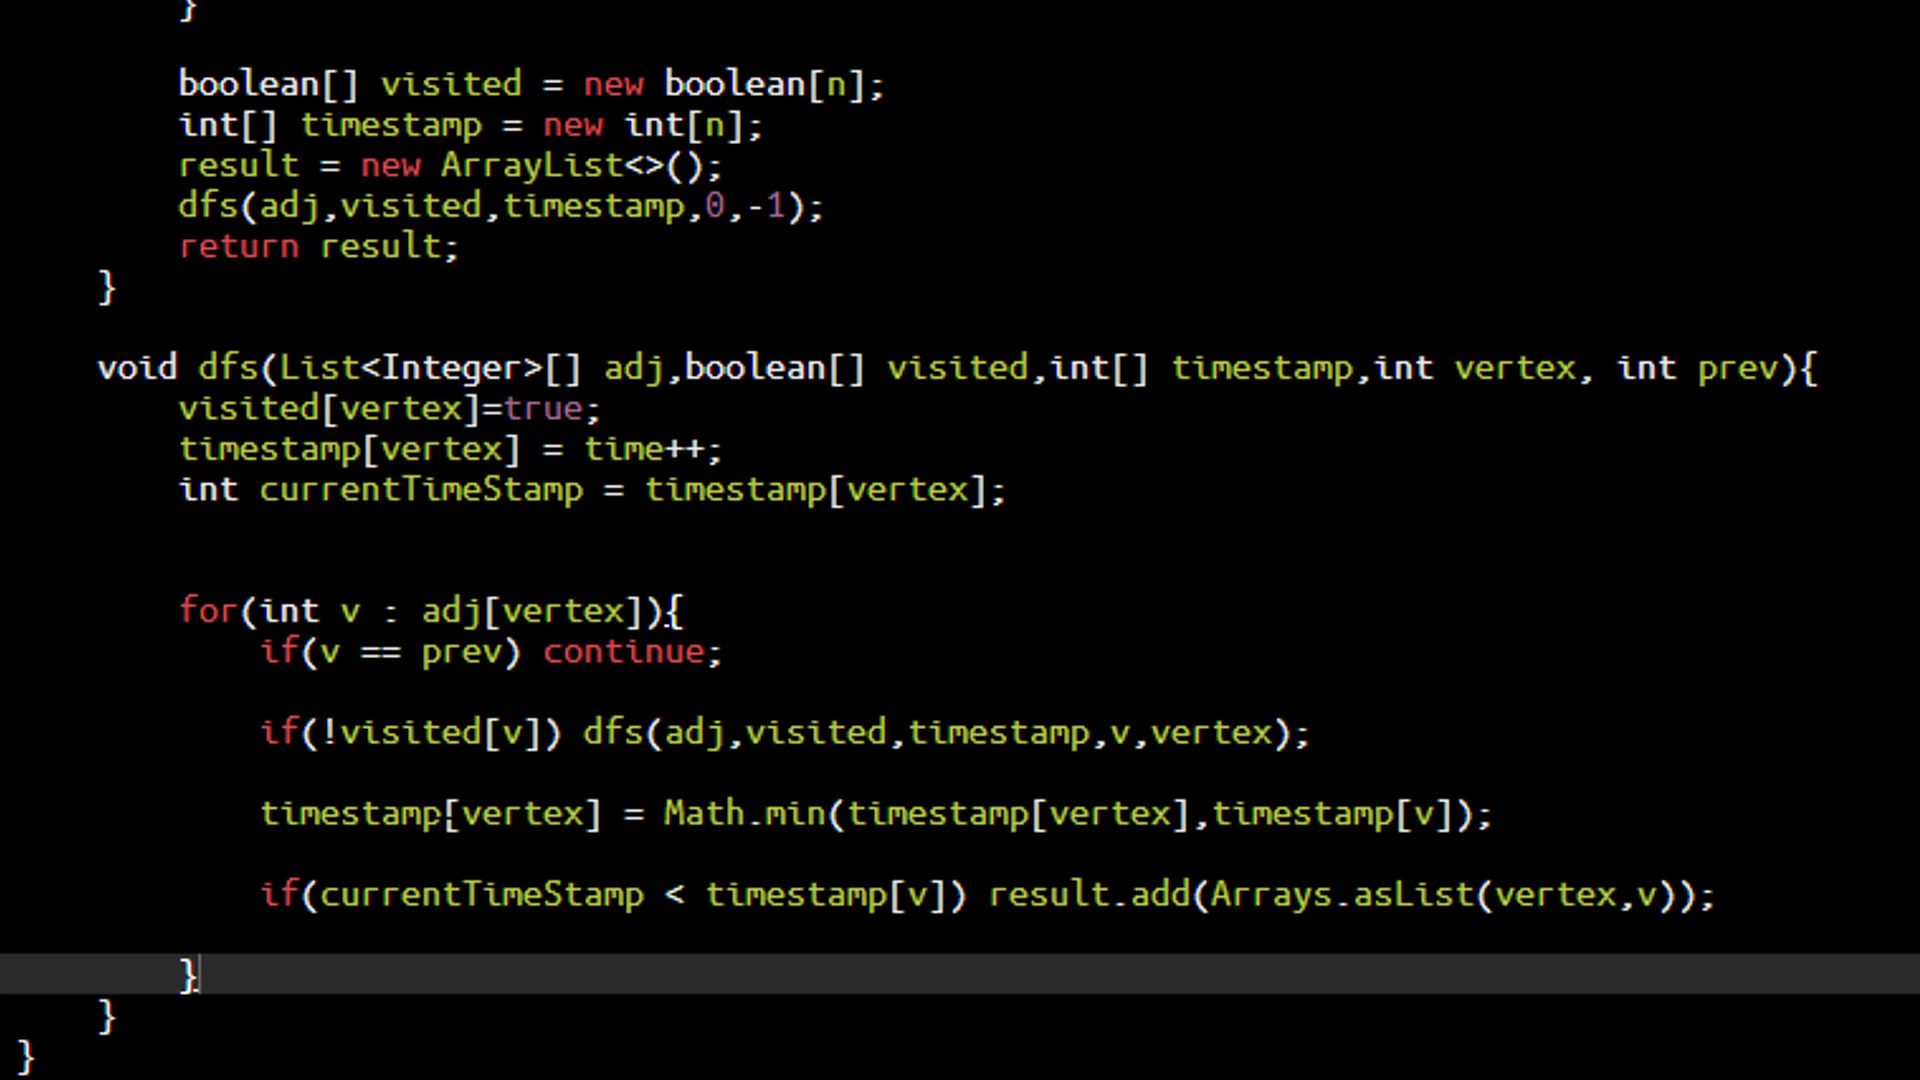 }
boolean[] visited = new boolean[n];
int[] timestamp = new int[n];
result = new ArrayList<>();
dfs(adj,visited,timestamp,0,-1);
return result;
}
void dfs(List<Integer>[] adj,boolean[] visited,int[] timestamp,int vertex, int prev){
visited[vertex]=true;
timestamp[vertex] = time++;
int currentTimeStamp = timestamp[vertex];
for(int v : adj[vertex]){
if(v == prev) continue;
if(!visited[v]) dfs(adj,visited,timestamp,v,vertex);
timestamp[vertex] = Math.min(timestamp[vertex],timestamp[v]);
if(currentTimeStamp < timestamp[v]) result.add(Arrays.asList(vertex,v));
}
}
}